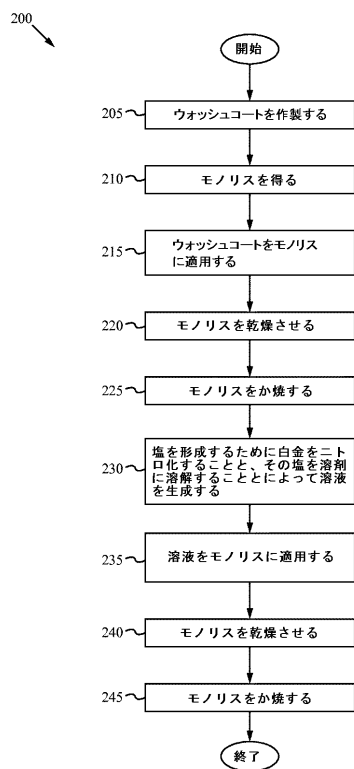 200
開始
205
ウォッシュコートを作製する
210
モノリスを得る
215
ウォッシュコートをモノリス
に適用する
220
モノリスを乾燥させる
225
モノリスをか焼する
230
塩を形成するために白金をニト
ロ化することと、その塩を溶剤
に溶解することとによって溶液
を生成する
235
溶液をモノリスに適用する
240
モノリスを乾燥させる
245
モノリスをか焼する
終了